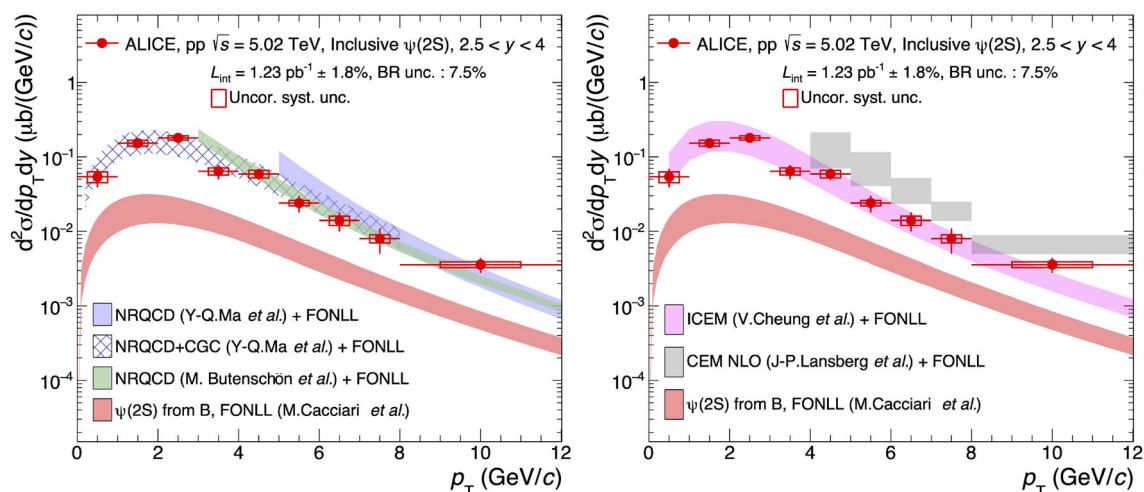 ALICE, pp √s = 5.02 TeV, Inclusive ψ(2S), 2.5 < y < 4
L_int = 1.23 pb⁻¹ ± 1.8%, BR unc. : 7.5%
Uncor. syst. unc.
d²σ/dp_T dy (μb/(GeV/c))
1
10⁻¹
10⁻²
10⁻³
10⁻⁴
NRQCD (Y-Q.Ma et al.) + FONLL
NRQCD+CGC (Y-Q.Ma et al.) + FONLL
NRQCD (M. Butenschön et al.) + FONLL
ψ(2S) from B, FONLL (M.Cacciari et al.)
0 2 4 6 8 10 12
p_T (GeV/c)
ALICE, pp √s = 5.02 TeV, Inclusive ψ(2S), 2.5 < y < 4
L_int = 1.23 pb⁻¹ ± 1.8%, BR unc. : 7.5%
Uncor. syst. unc.
d²σ/dp_T dy (μb/(GeV/c))
1
10⁻¹
10⁻²
10⁻³
10⁻⁴
ICEM (V.Cheung et al.) + FONLL
CEM NLO (J-P.Lansberg et al.) + FONLL
ψ(2S) from B, FONLL (M.Cacciari et al.)
0 2 4 6 8 10 12
p_T (GeV/c)